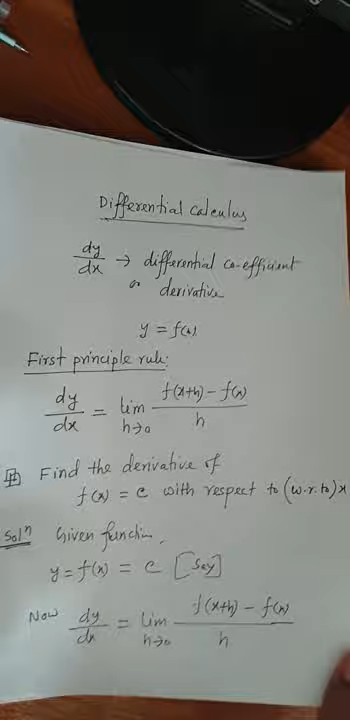 Differential calculus
dy/dx → differential co-efficient
or derivative
y = f(x)
First principle rule:
dy/dx = lim h→0 f(x+h) - f(x) / h
Find the derivative of
f(x) = c with respect to (w.r.to) x
Solⁿ Given function,
y = f(x) = c [Say]
Now dy/dx = lim h→0 f(x+h) - f(x) / h